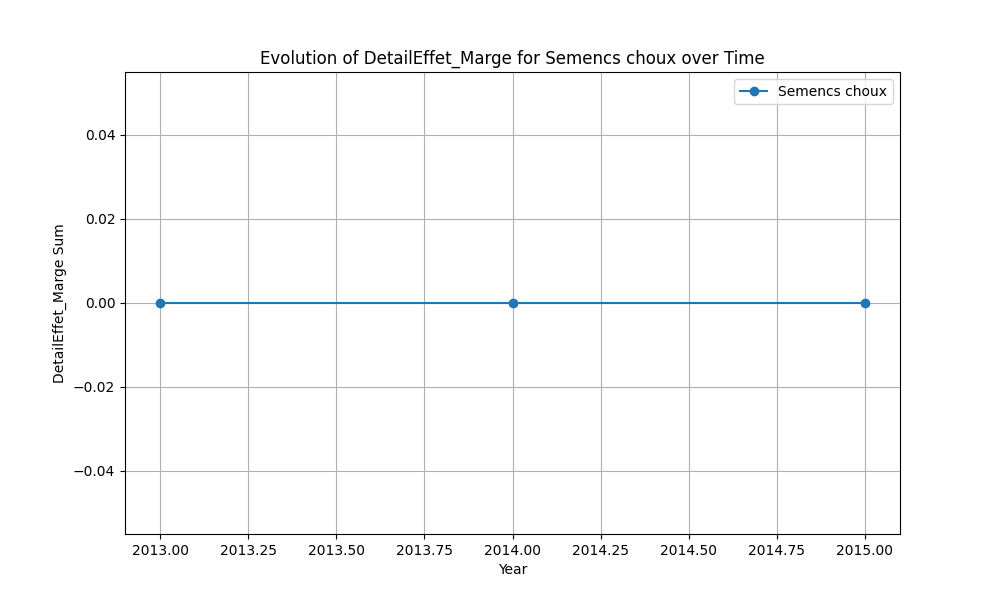 Evolution of DetailEffet_Marge for Semencs choux over Time
Semencs choux
DetailEffet_Marge Sum
0.04
0.02
0.00
−0.02
−0.04
2013.00 2013.25 2013.50 2013.75 2014.00 2014.25 2014.50 2014.75 2015.00
Year